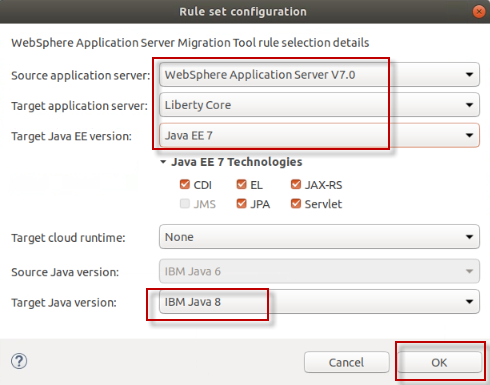 Rule set configuration
WebSphere Application Server Migration Tool rule selection details
Source application server: WebSphere Application Server V7.0
Target application server: Liberty Core
Target Java EE version: Java EE 7
Java EE 7 Technologies
CDI EL JAX-RS
JMS JPA Servlet
Target cloud runtime: None
Source Java version: IBM Java 6
Target Java version: IBM Java 8
? Cancel OK